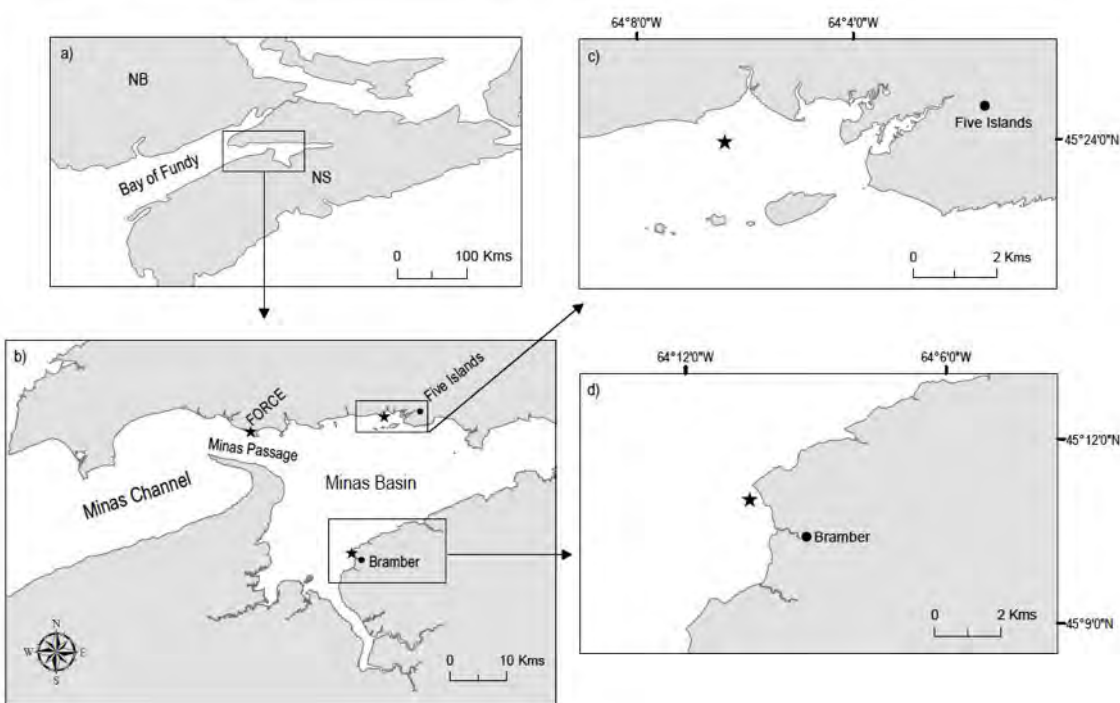 a)
NB
Bay of Fundy
NS
0 100 Kms
b)
FORCE
Five Islands
Minas Passage
Minas Channel
Minas Basin
Bramber
N
W E
S
0 10 Kms
64°8'0"W 64°4'0"W
c)
Five Islands
45°24'0"N
0 2 Kms
64°12'0"W 64°6'0"W
d)
45°12'0"N
Bramber
0 2 Kms
45°9'0"N